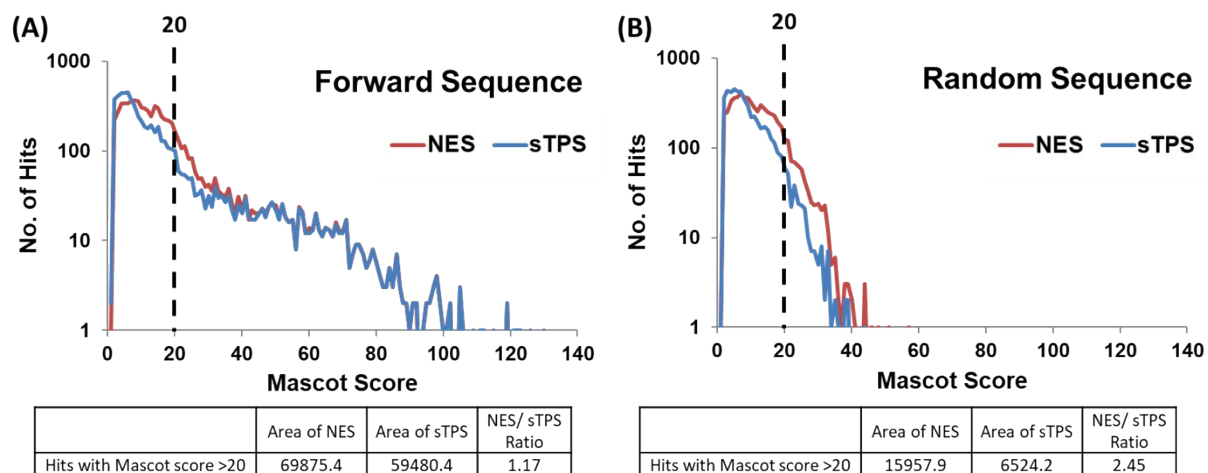 (A)
20
Forward Sequence
NES sTPS
No. of Hits
1000
100
10
1
0 20 40 60 80 100 120 140
Mascot Score
Area of NES Area of sTPS NES/ sTPS Ratio
Hits with Mascot score >20 69875.4 59480.4 1.17
(B)
20
Random Sequence
NES sTPS
No. of Hits
1000
100
10
1
0 20 40 60 80 100 120 140
Mascot Score
Area of NES Area of sTPS NES/ sTPS Ratio
Hits with Mascot score >20 15957.9 6524.2 2.45